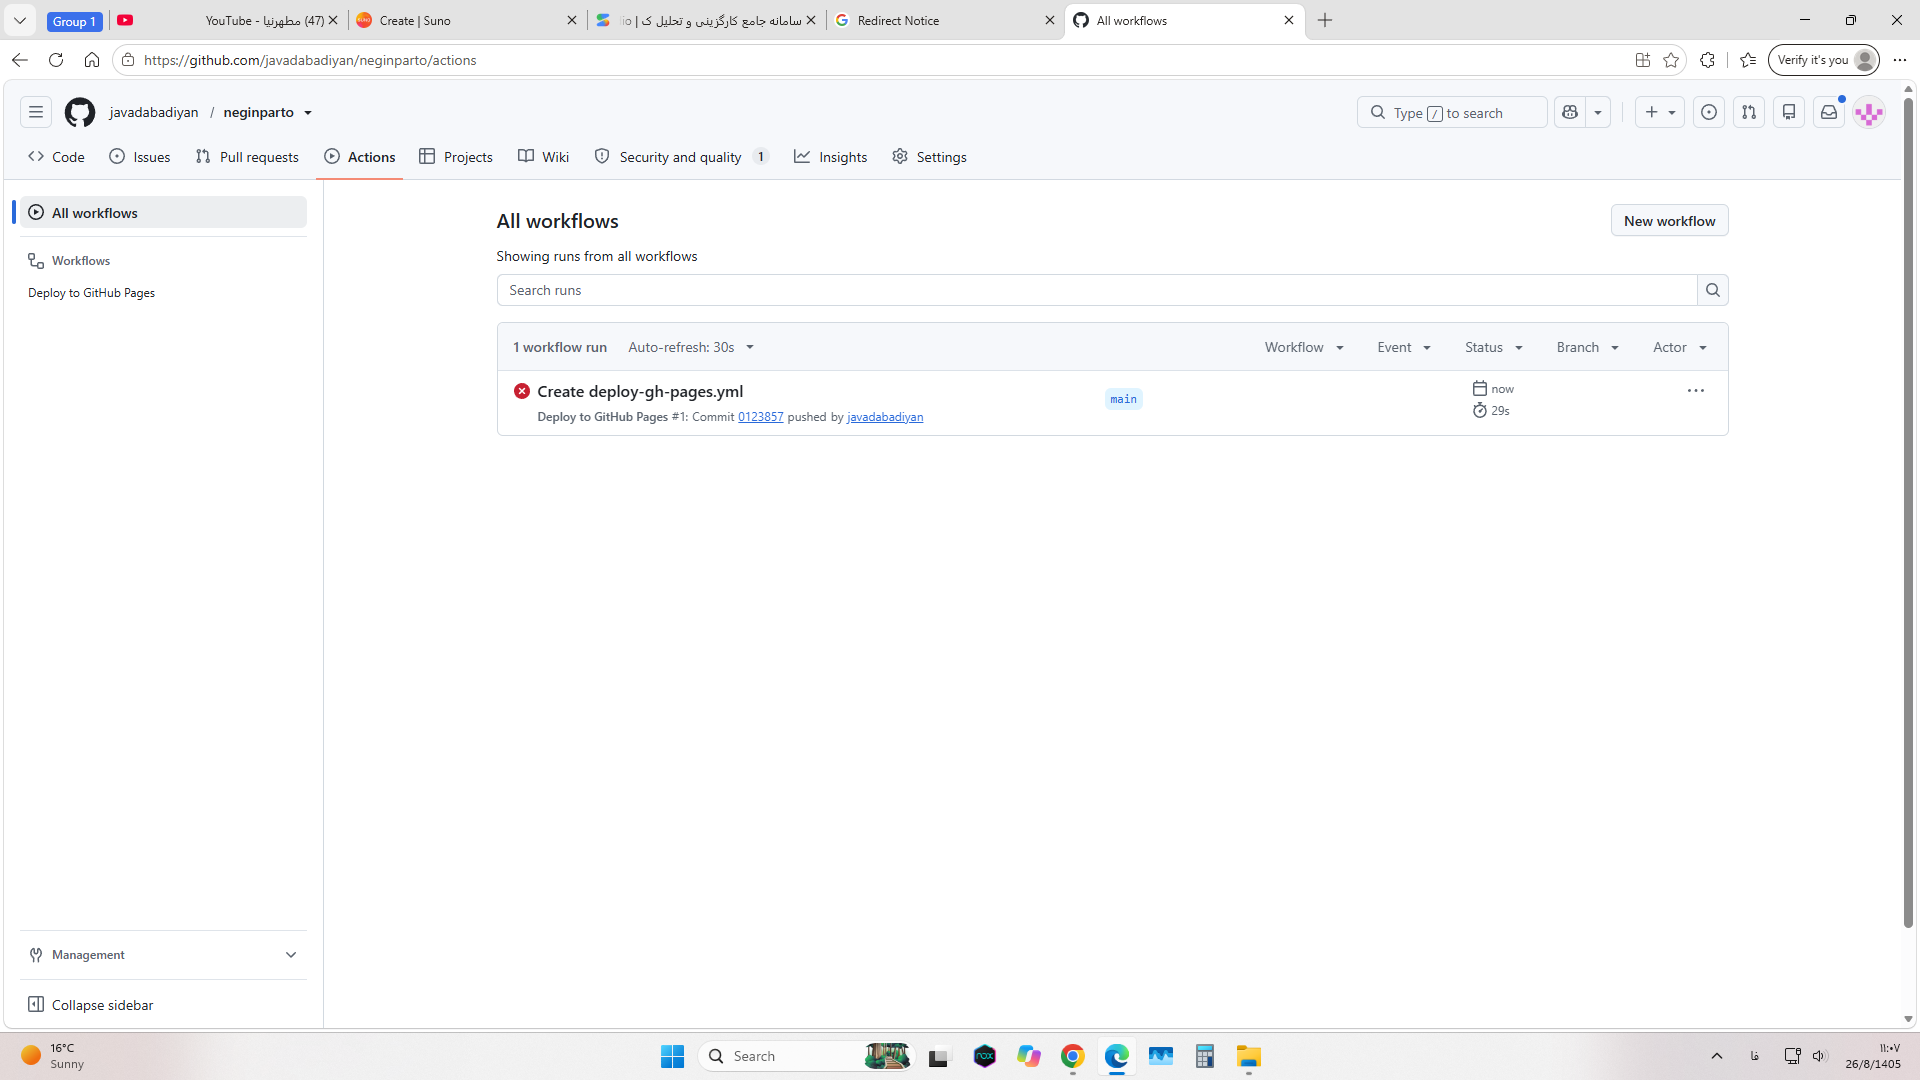 Group 1
(47) مطهرنیا - YouTube
Create | Suno
سامانه جامع کارگزینی و تحلیل ک | io
Redirect Notice
All workflows
https://github.com/javadabadiyan/neginparto/actions
Verify it's you
javadabadiyan / neginparto
Type / to search
Code
Issues
Pull requests
Actions
Projects
Wiki
Security and quality 1
Insights
Settings
All workflows
Workflows
Deploy to GitHub Pages
Management
Collapse sidebar
All workflows
New workflow
Showing runs from all workflows
Search runs
1 workflow run
Auto-refresh: 30s
Workflow
Event
Status
Branch
Actor
Create deploy-gh-pages.yml
Deploy to GitHub Pages #1: Commit 0123857 pushed by javadabadiyan
main
now
29s
16°C
Sunny
Search
nox
فا
۱۱:۰۷
26/8/1405